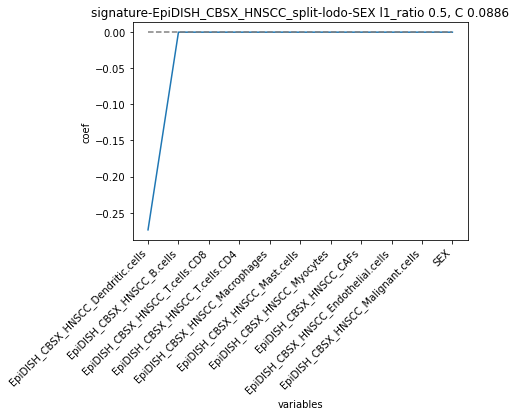 signature-EpiDISH_CBSX_HNSCC_split-lodo-SEX l1_ratio 0.5, C 0.0886
0.00
−0.05
−0.10
−0.15
−0.20
−0.25
coef
EpiDISH_CBSX_HNSCC_Dendritic.cells
EpiDISH_CBSX_HNSCC_B.cells
EpiDISH_CBSX_HNSCC_T.cells.CD8
EpiDISH_CBSX_HNSCC_T.cells.CD4
EpiDISH_CBSX_HNSCC_Macrophages
EpiDISH_CBSX_HNSCC_Mast.cells
EpiDISH_CBSX_HNSCC_Myocytes
EpiDISH_CBSX_HNSCC_CAFs
EpiDISH_CBSX_HNSCC_Endothelial.cells
EpiDISH_CBSX_HNSCC_Malignant.cells
SEX
variables